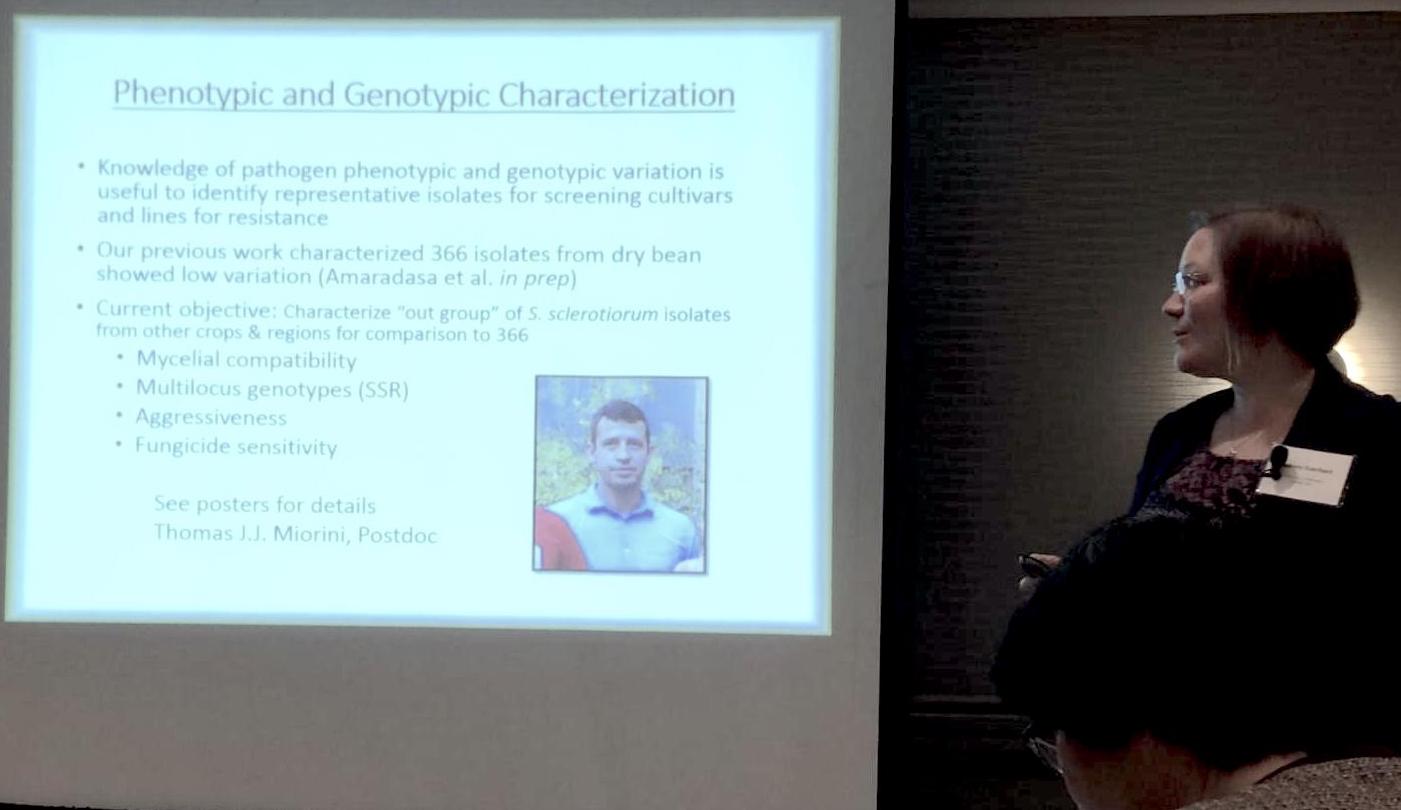 Phenotypic and Genotypic Characterization
• Knowledge of pathogen phenotypic and genotypic variation is
useful to identify representative isolates for screening cultivars
and lines for resistance
• Our previous work characterized 366 isolates from dry bean
showed low variation (Amaradasa et al. in prep)
• Current objective: Characterize "out group" of S. sclerotiorum isolates
from other crops & regions for comparison to 366
• Mycelial compatibility
• Multilocus genotypes (SSR)
• Aggressiveness
• Fungicide sensitivity
See posters for details
Thomas J.J. Miorini, Postdoc